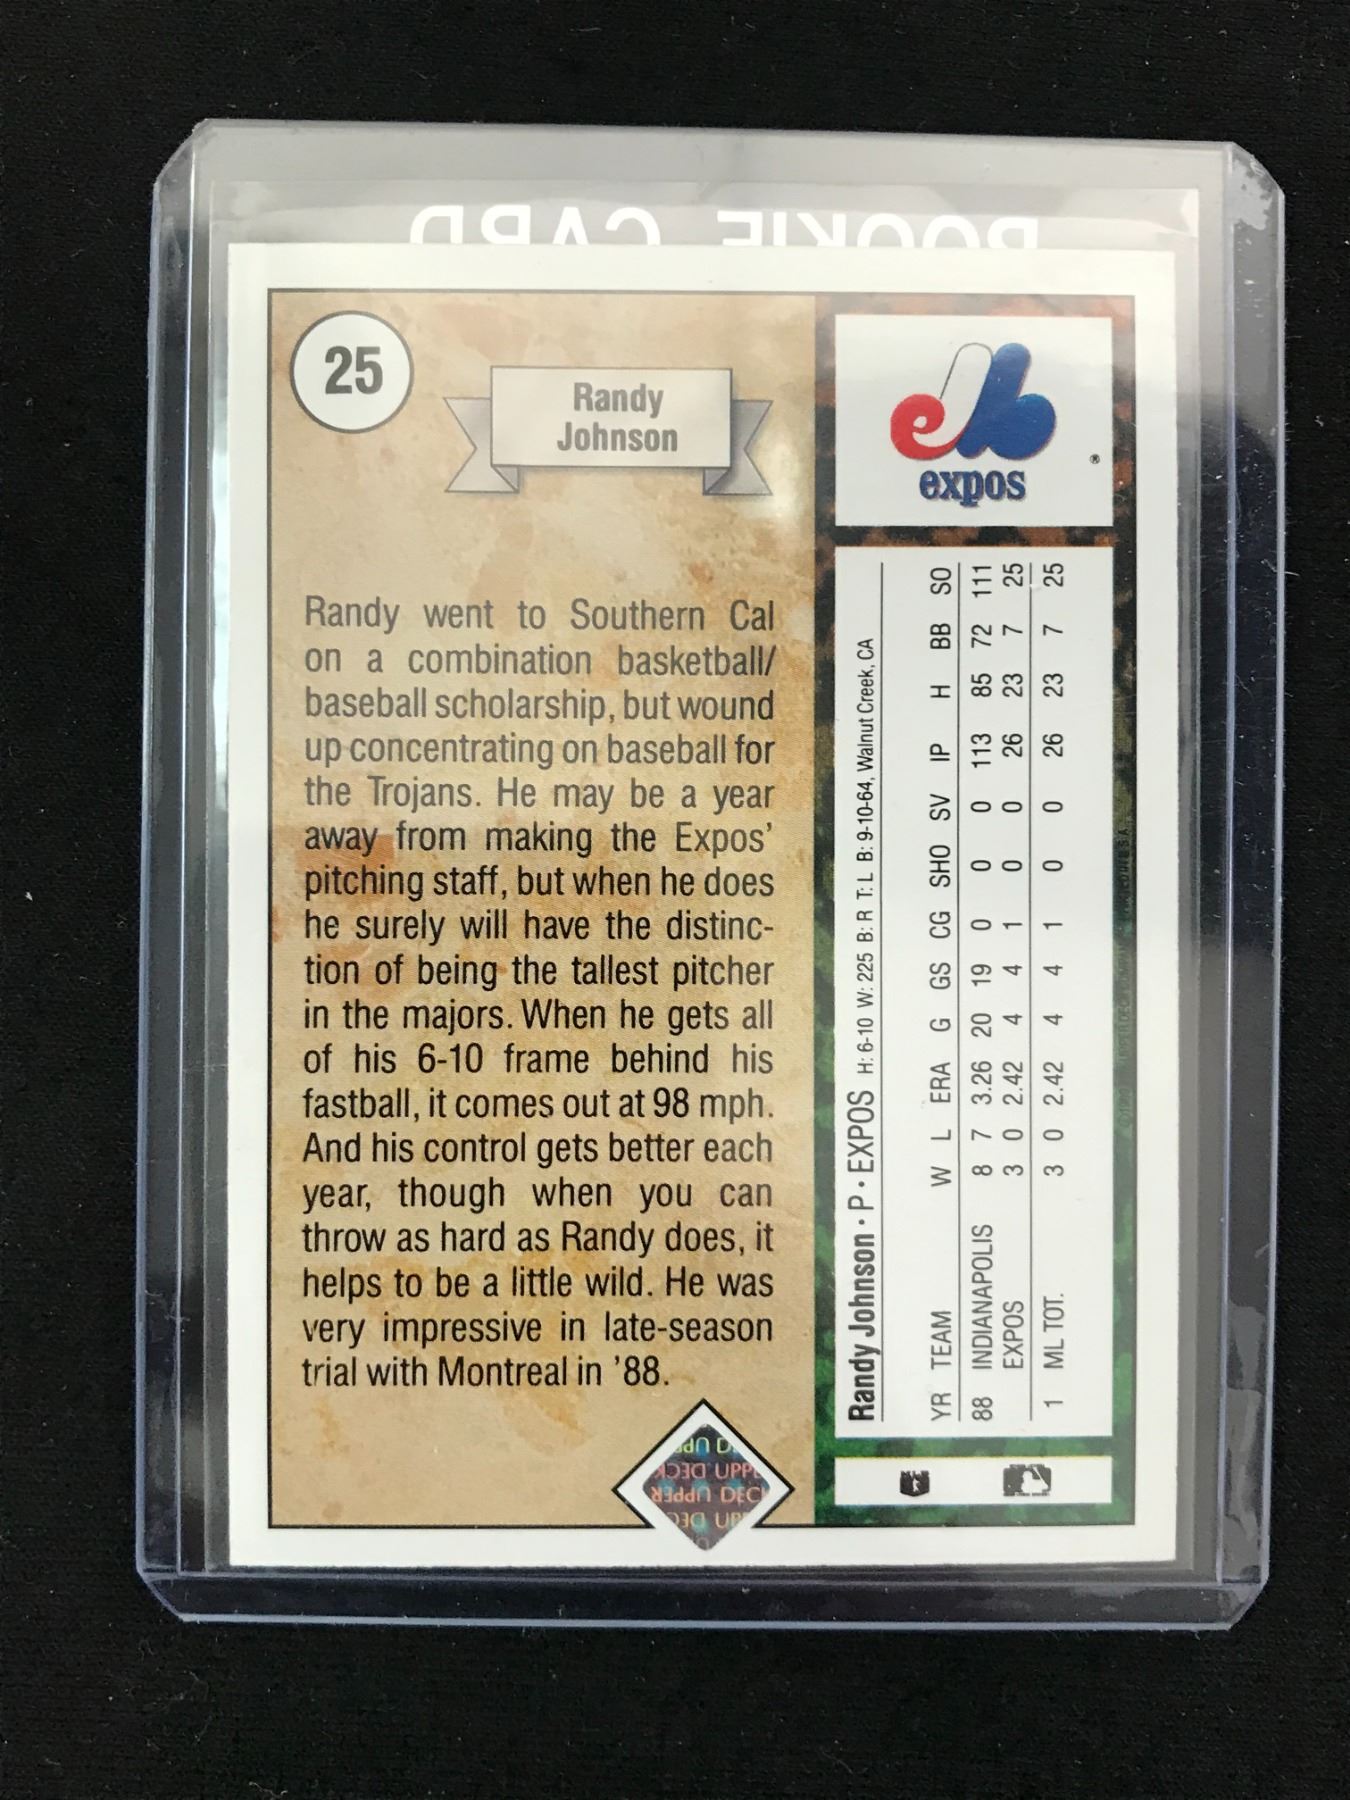 ROOKIE CARD
25
Randy
Johnson
Randy went to Southern Cal
on a combination basketball/
baseball scholarship, but wound
up concentrating on baseball for
the Trojans. He may be a year
away from making the Expos'
pitching staff, but when he does
he surely will have the distinc-
tion of being the tallest pitcher
in the majors. When he gets all
of his 6-10 frame behind his
fastball, it comes out at 98 mph.
And his control gets better each
year, though when you can
throw as hard as Randy does, it
helps to be a little wild. He was
very impressive in late-season
trial with Montreal in '88.
UPPER DECK
expos
®
Randy Johnson • P • EXPOS H: 6-10 W: 225 B: R T: L B: 9-10-64, Walnut Creek, CA
YR TEAM W L ERA G GS CG SHO SV IP H BB SO
88 INDIANAPOLIS 8 7 3.26 20 19 0 0 0 113 85 72 111
EXPOS 3 0 2.42 4 4 1 0 0 26 23 7 25
1 ML TOT. 3 0 2.42 4 4 1 0 0 26 23 7 25